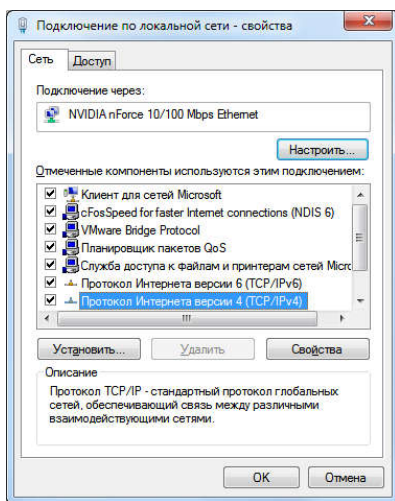 Подключение по локальной сети - свойства
Сеть Доступ
Подключение через:
NVIDIA nForce 10/100 Mbps Ethernet
Настроить...
Отмеченные компоненты используются этим подключением:
Клиент для сетей Microsoft
cFosSpeed for faster Internet connections (NDIS 6)
VMware Bridge Protocol
Планировщик пакетов QoS
Служба доступа к файлам и принтерам сетей Micro
Протокол Интернета версии 6 (TCP/IPv6)
Протокол Интернета версии 4 (TCP/IPv4)
Установить... Удалить Свойства
Описание
Протокол TCP/IP - стандартный протокол глобальных
сетей, обеспечивающий связь между различными
взаимодействующими сетями.
OK Отмена